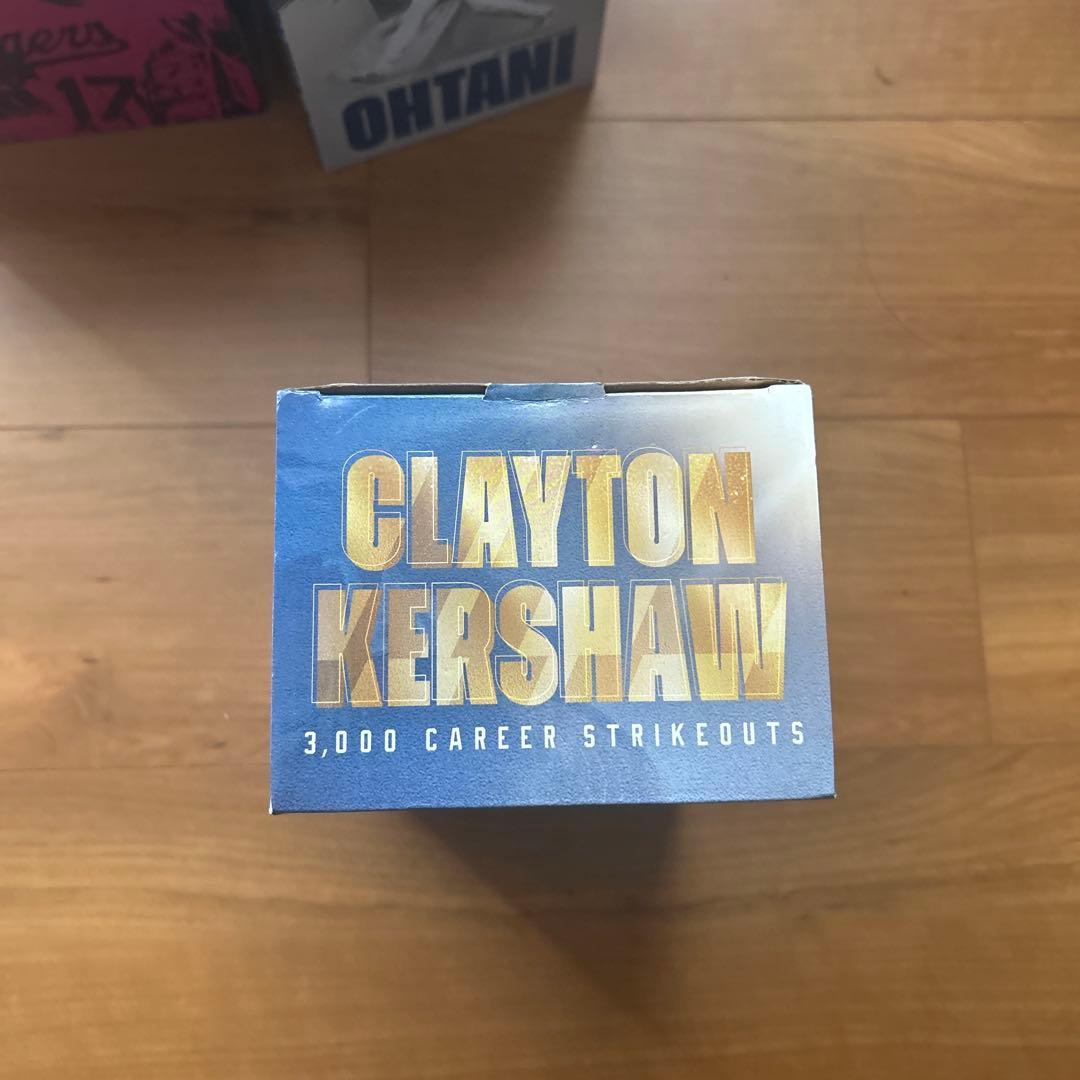 17
OHTANI
CLAYTON
KERSHAW
3,000 CAREER STRIKEOUTS